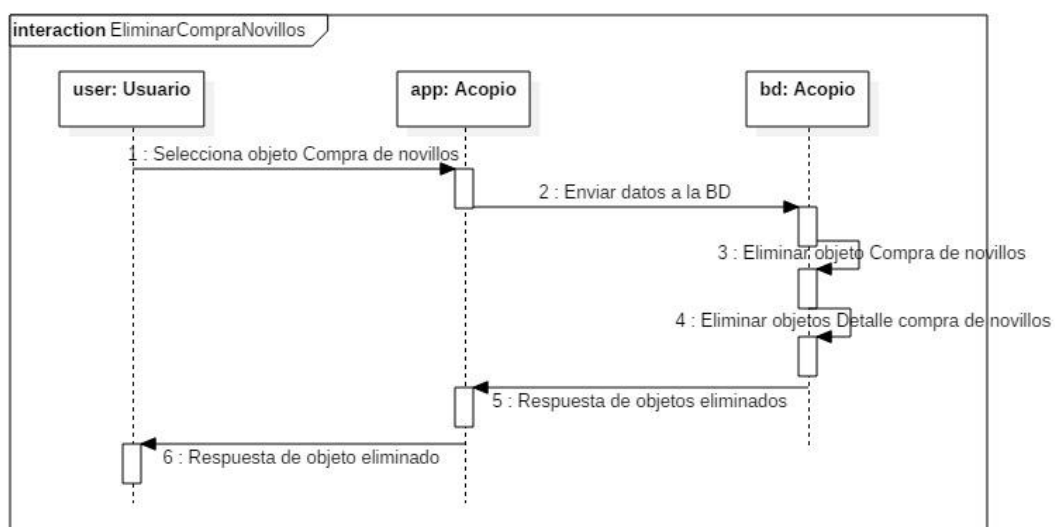 interaction EliminarCompraNovillos
user: Usuario
app: Acopio
bd: Acopio
1 : Selecciona objeto Compra de novillos
2 : Enviar datos a la BD
3 : Eliminar objeto Compra de novillos
4 : Eliminar objetos Detalle compra de novillos
5 : Respuesta de objetos eliminados
6 : Respuesta de objeto eliminado